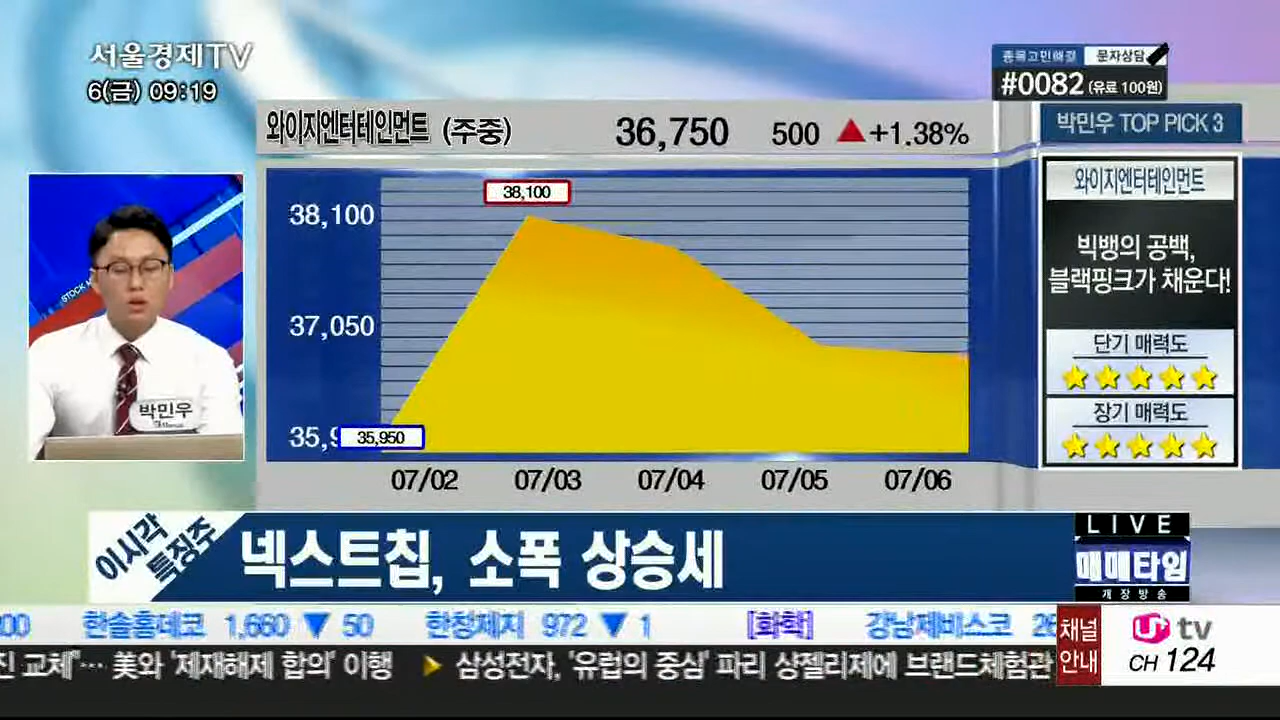 서울경제TV
6(금) 09:19
종목고민해결 문자상담
#0082 (유료 100원)
와이지엔터테인먼트 (주중) 36,750 500 ▲+1.38%
박민우 TOP PICK 3
와이지엔터테인먼트
빅뱅의 공백,
블랙핑크가 채운다!
단기 매력도
★★★★★
장기 매력도
★★★★★
38,100
38,100
37,050
35,950
07/02 07/03 07/04 07/05 07/06
STOCK
박민우
이시각
특징주
넥스트칩, 소폭 상승세
LIVE
매매타임
개장방송
00 한솔홈데코 1,660 ▼ 50 한청체지 972 ▼ 1 [화학] 강남제비스코 26
진 교체"… 美와 '제재해제 합의' 이행 ▶ 삼성전자, '유럽의 중심' 파리 샹젤리제에 브랜드체험관
채널
안내
U+ tv
CH 124